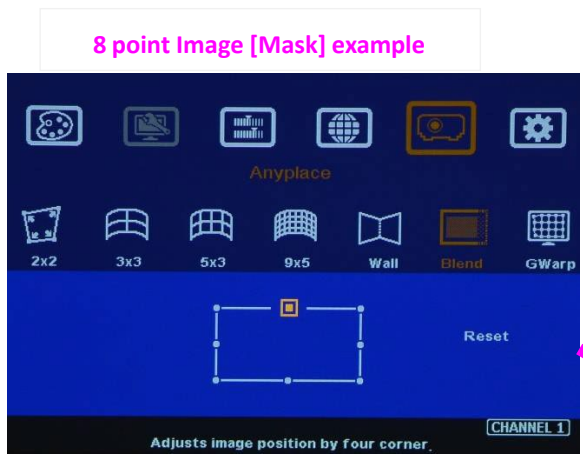 8 point Image [Mask] example
Anyplace
2x2 3x3 5x3 9x5 Wall Blend GWarp
Reset
CHANNEL 1
Adjusts image position by four corner.